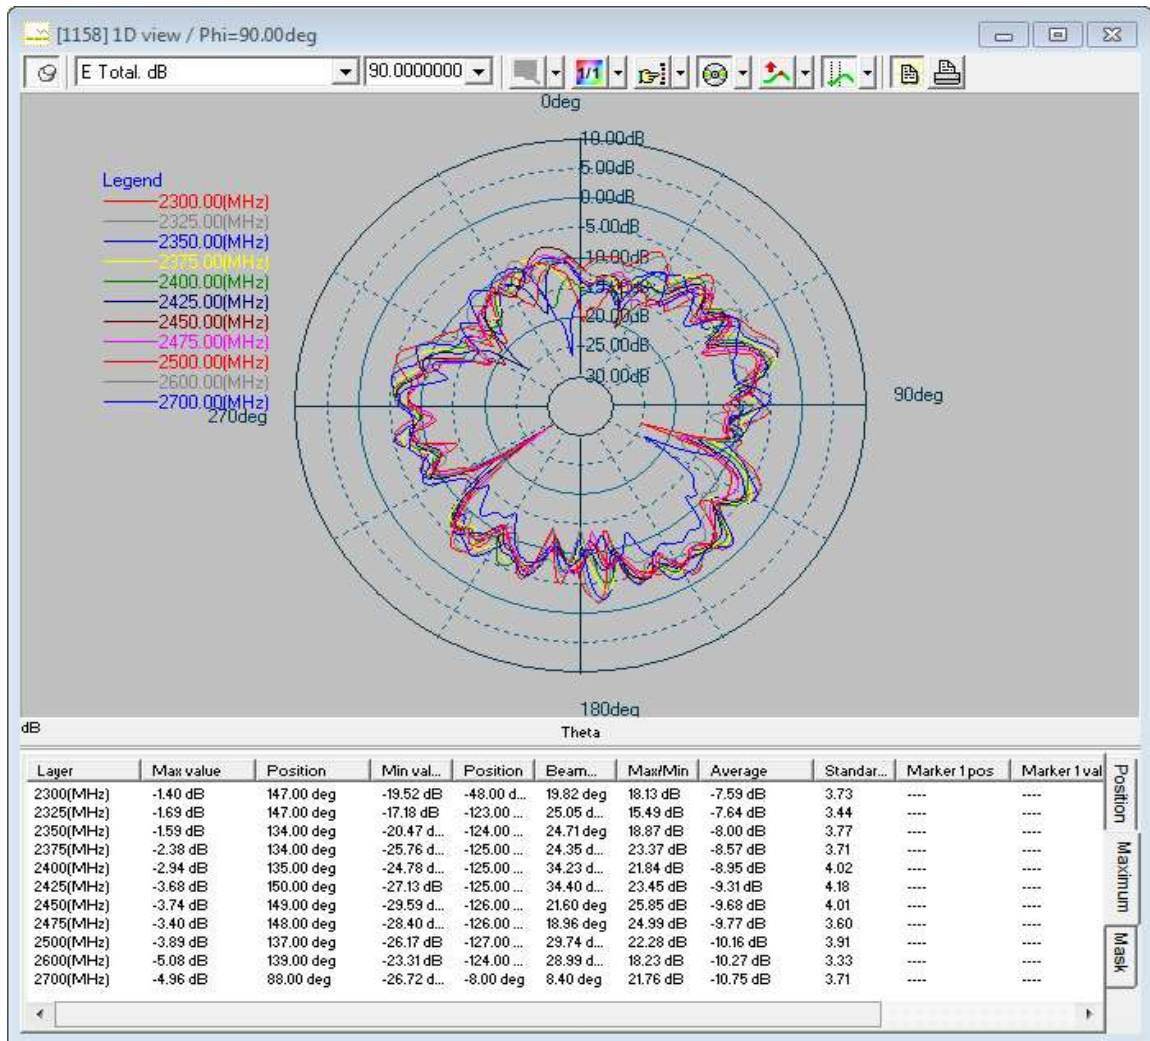 [1158] 1D view / Phi=90.00deg
E Total. dB 90.0000000 1/1
0deg
10.00dB
5.00dB
0.00dB
-5.00dB
-10.00dB
-15.00dB
-20.00dB
-25.00dB
-30.00dB
Legend
2300.00(MHz)
2325.00(MHz)
2350.00(MHz)
2375.00(MHz)
2400.00(MHz)
2425.00(MHz)
2450.00(MHz)
2475.00(MHz)
2500.00(MHz)
2600.00(MHz)
2700.00(MHz)
270deg
90deg
180deg
dB
Theta
Layer Max value Position Min val... Position Beam... Max/Min Average Standar... Marker 1 pos Marker 1 val
2300(MHz) -1.40 dB 147.00 deg -19.52 dB -48.00 d... 19.82 deg 18.13 dB -7.59 dB 3.73 ---- ----
2325(MHz) -1.69 dB 147.00 deg -17.18 dB -123.00 ... 25.05 d... 15.49 dB -7.64 dB 3.44 ---- ----
2350(MHz) -1.59 dB 134.00 deg -20.47 d... -124.00 ... 24.71 deg 18.87 dB -8.00 dB 3.77 ---- ----
2375(MHz) -2.38 dB 134.00 deg -25.76 d... -125.00 ... 24.35 d... 23.37 dB -8.57 dB 3.71 ---- ----
2400(MHz) -2.94 dB 135.00 deg -24.78 d... -125.00 ... 34.23 d... 21.84 dB -8.95 dB 4.02 ---- ----
2425(MHz) -3.68 dB 150.00 deg -27.13 dB -125.00 ... 34.40 d... 23.45 dB -9.31 dB 4.18 ---- ----
2450(MHz) -3.74 dB 149.00 deg -29.59 d... -126.00 ... 21.60 deg 25.85 dB -9.68 dB 4.01 ---- ----
2475(MHz) -3.40 dB 148.00 deg -28.40 d... -126.00 ... 18.96 deg 24.99 dB -9.77 dB 3.60 ---- ----
2500(MHz) -3.89 dB 137.00 deg -26.17 dB -127.00 ... 29.74 d... 22.28 dB -10.16 dB 3.91 ---- ----
2600(MHz) -5.08 dB 139.00 deg -23.31 dB -124.00 ... 28.99 d... 18.23 dB -10.27 dB 3.33 ---- ----
2700(MHz) -4.96 dB 88.00 deg -26.72 d... -8.00 deg 8.40 deg 21.76 dB -10.75 dB 3.71 ---- ----
Position
Maximum
Mask